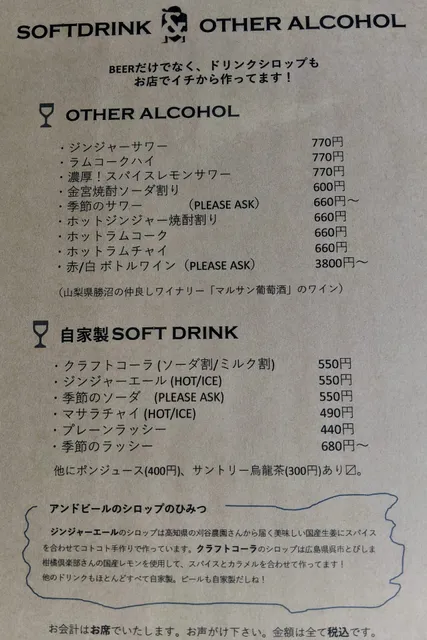 SOFTDRINK & OTHER ALCOHOL
BEERだけでなく、ドリンクシロップも
お店でイチから作ってます！
OTHER ALCOHOL
・ジンジャーサワー 770円
・ラムコークハイ 770円
・濃厚！スパイスレモンサワー 770円
・金宮焼酎ソーダ割り 600円
・季節のサワー (PLEASE ASK) 660円～
・ホットジンジャー焼酎割り 660円
・ホットラムコーク 660円
・ホットラムチャイ 660円
・赤/白 ボトルワイン (PLEASE ASK) 3800円～
（山梨県勝沼の仲良しワイナリー「マルサン葡萄酒」のワイン）
自家製 SOFT DRINK
・クラフトコーラ (ソーダ割/ミルク割) 550円
・ジンジャーエール (HOT/ICE) 550円
・季節のソーダ (PLEASE ASK) 550円
・マサラチャイ (HOT/ICE) 490円
・プレーンラッシー 440円
・季節のラッシー 680円～
他にポンジュース(400円)、サントリー烏龍茶(300円)あり〼。
アンドビールのシロップのひみつ
ジンジャーエールのシロップは高知県の刈谷農園さんから届く美味しい国産生姜にスパイス
を合わせてコトコト手作りで作っています。クラフトコーラのシロップは広島県呉市とびしま
柑橘倶楽部さんの国産レモンを使用して、スパイスとカラメルを合わせて作ってます！
他のドリンクもほとんどすべて自家製。ビールも自家製だしね！
お会計はお席でいたします。お声がけ下さい。金額は全て税込です。